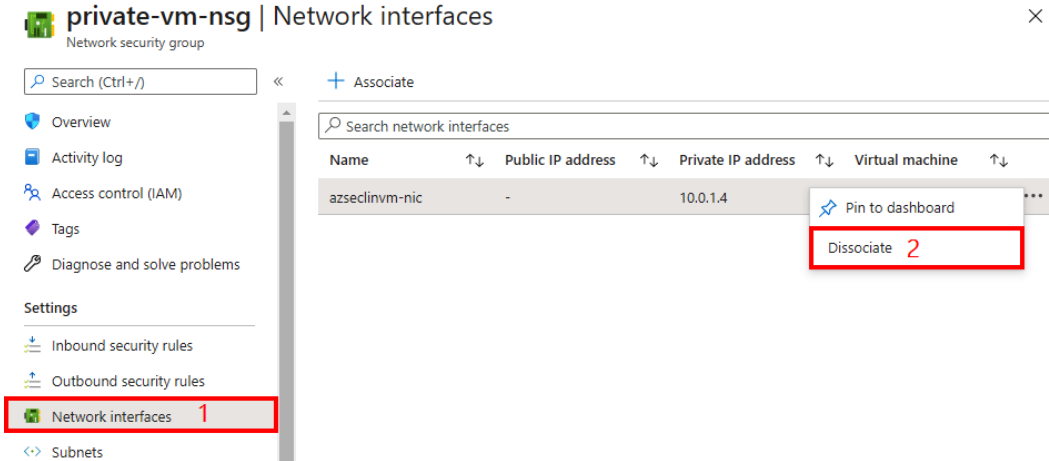 private-vm-nsg | Network interfaces
Network security group
Search (Ctrl+/)
«
Overview
Activity log
Access control (IAM)
Tags
Diagnose and solve problems
Settings
Inbound security rules
Outbound security rules
Network interfaces 1
Subnets
+ Associate
Search network interfaces
Name Public IP address Private IP address Virtual machine
azseclinvm-nic - 10.0.1.4 ...
Pin to dashboard
Dissociate 2